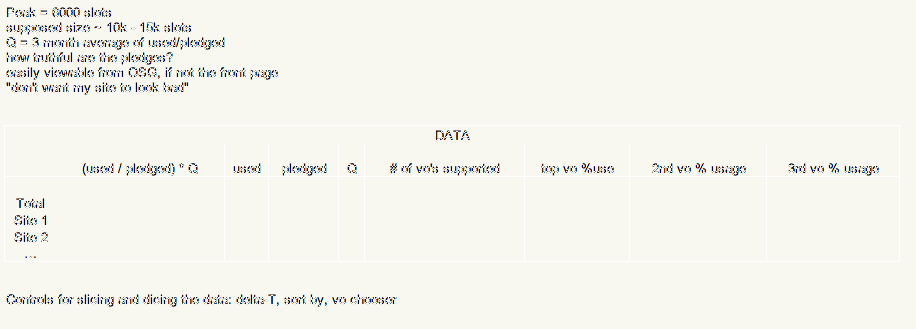 Peak = 6000 slots
supposed size ~ 10k - 15k slots
Q = 3 month average of used/pledged
how truthful are the pledges?
easily viewable from OSG, if not the front page
"don't want my site to look bad"
DATA
(used / pledged) * Q used pledged Q # of vo's supported top vo %use 2nd vo % usage 3rd vo % usage
Total
Site 1
Site 2
...
Controls for slicing and dicing the data: delta-T, sort by, vo chooser